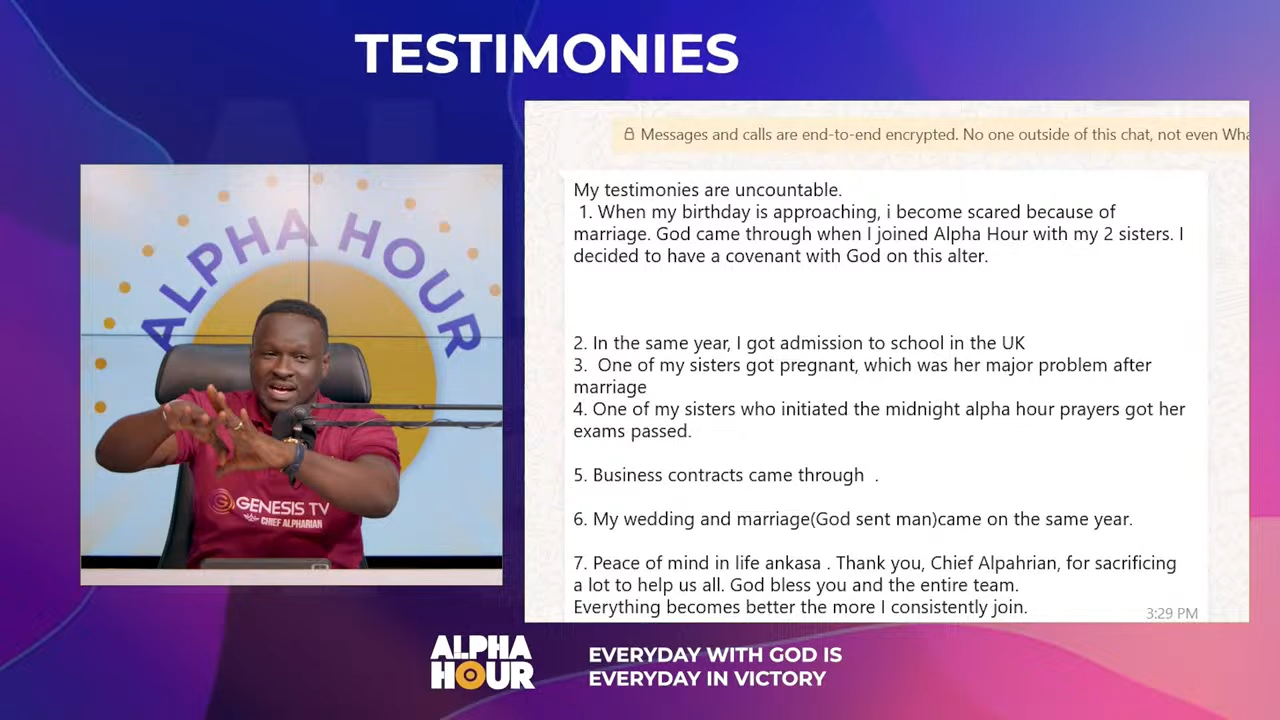 TESTIMONIES
ALPHA HOUR
GENESIS TV
CHIEF ALPHARIAN
Messages and calls are end-to-end encrypted. No one outside of this chat, not even Wha
My testimonies are uncountable.
1. When my birthday is approaching, i become scared because of
marriage. God came through when I joined Alpha Hour with my 2 sisters. I
decided to have a covenant with God on this alter.
2. In the same year, I got admission to school in the UK
3. One of my sisters got pregnant, which was her major problem after
marriage
4. One of my sisters who initiated the midnight alpha hour prayers got her
exams passed.
5. Business contracts came through .
6. My wedding and marriage(God sent man)came on the same year.
7. Peace of mind in life ankasa . Thank you, Chief Alpahrian, for sacrificing
a lot to help us all. God bless you and the entire team.
Everything becomes better the more I consistently join.
3:29 PM
ALPHA
HOUR
EVERYDAY WITH GOD IS
EVERYDAY IN VICTORY